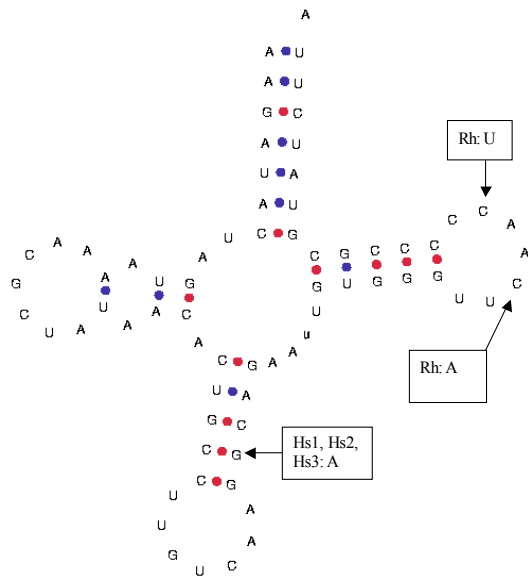 A
A U
A U
G C
A U
Rh: U
U A
A U C
C
U C G C A
A A A C G C C C A
C A A
G A U G G U G G G U C
U A A U U
C C
U A A u
A
Rh: A
C G A A
U A
G C
C G
Hs1, Hs2,
Hs3: A
U C G
U A
G A
U C